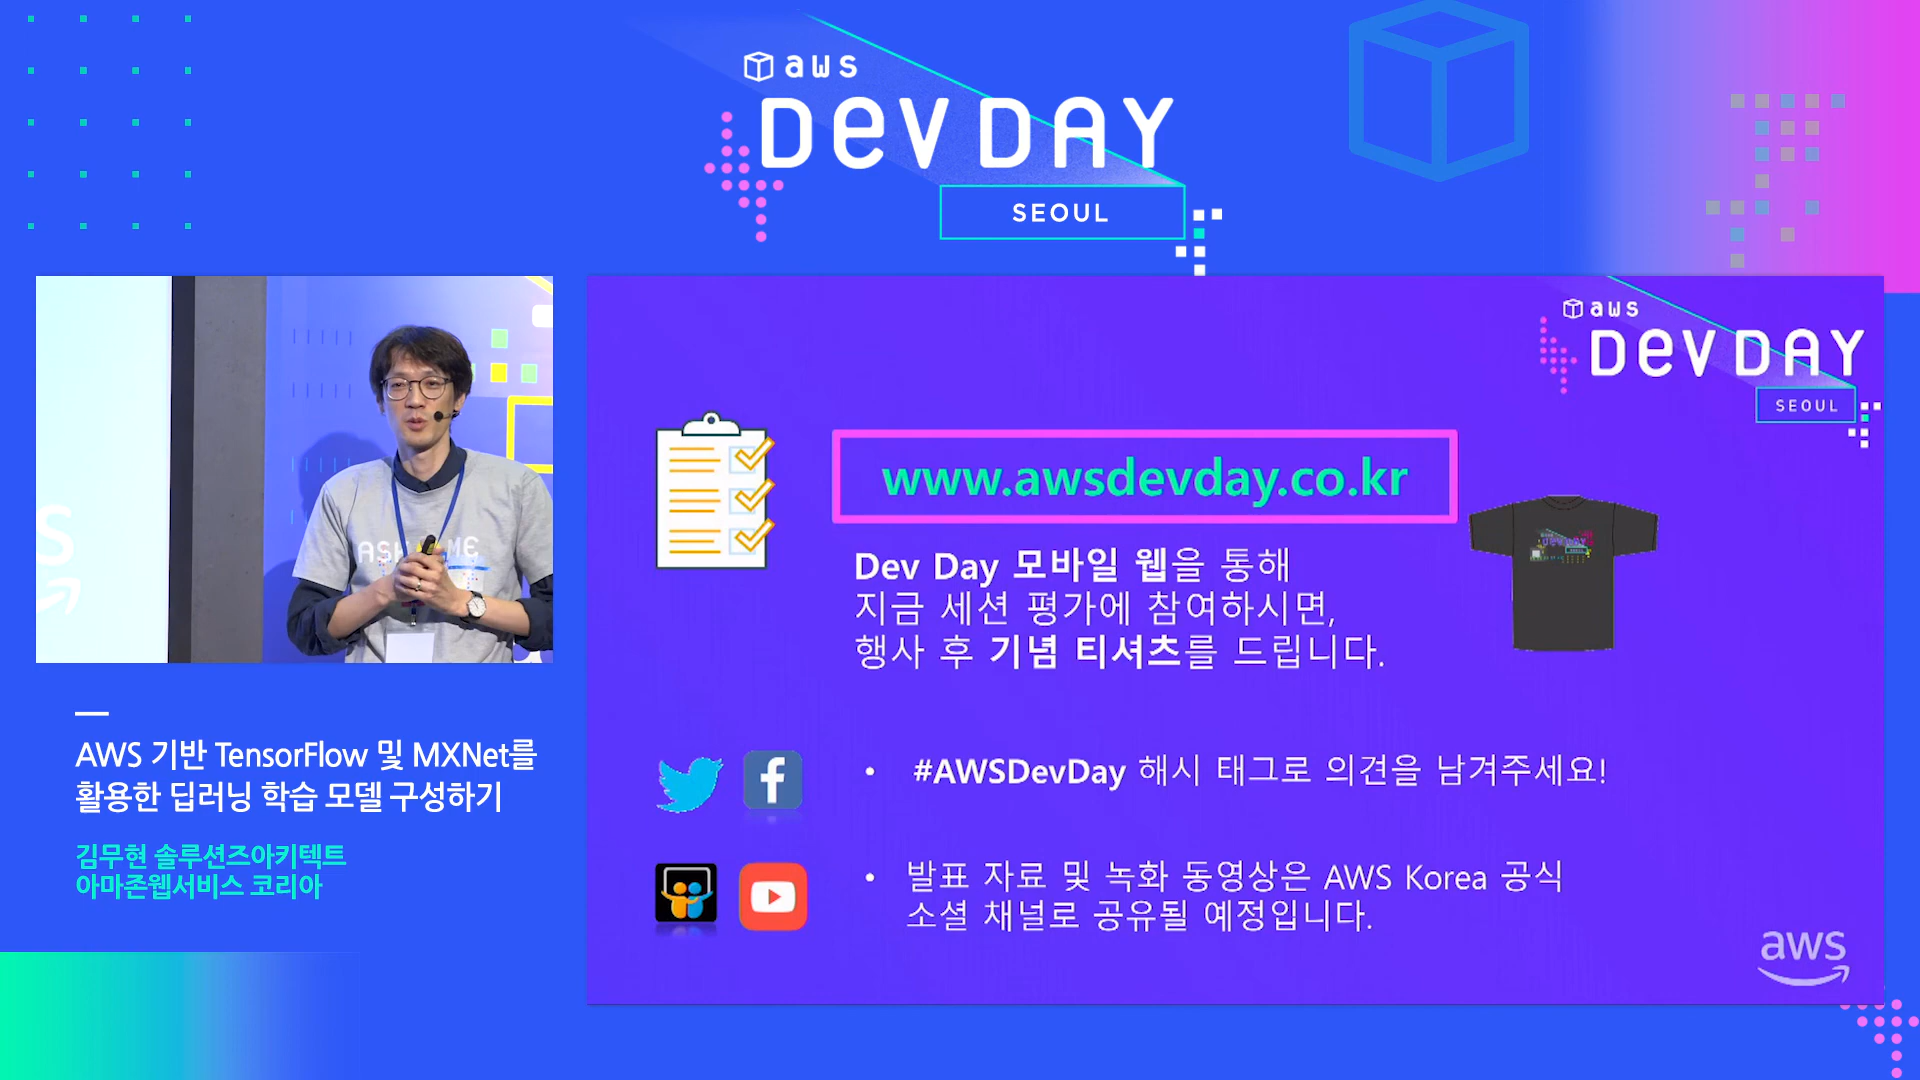 aws
DEV DAY
SEOUL
S
ASK ME
AWS 기반 TensorFlow 및 MXNet를
활용한 딥러닝 학습 모델 구성하기
김무현 솔루션즈아키텍트
아마존웹서비스 코리아
aws
DEV DAY
SEOUL
www.awsdevday.co.kr
Dev Day 모바일 웹을 통해
지금 세션 평가에 참여하시면,
행사 후 기념 티셔츠를 드립니다.
• #AWSDevDay 해시 태그로 의견을 남겨주세요!
• 발표 자료 및 녹화 동영상은 AWS Korea 공식
소셜 채널로 공유될 예정입니다.
aws